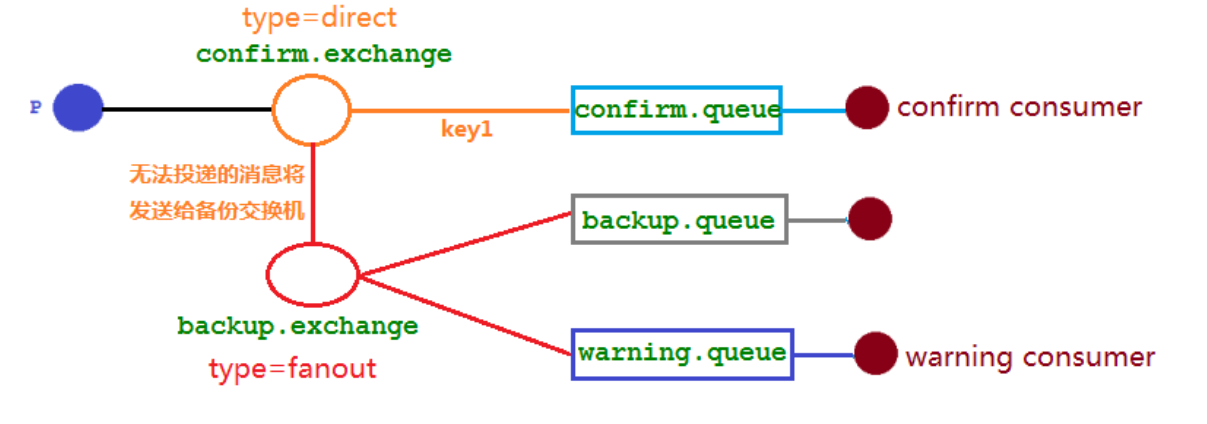 type=direct
confirm.exchange
P
key1
confirm.queue
confirm consumer
无法投递的消息将
发送给备份交换机
backup.queue
backup.exchange
type=fanout
warning.queue
warning consumer